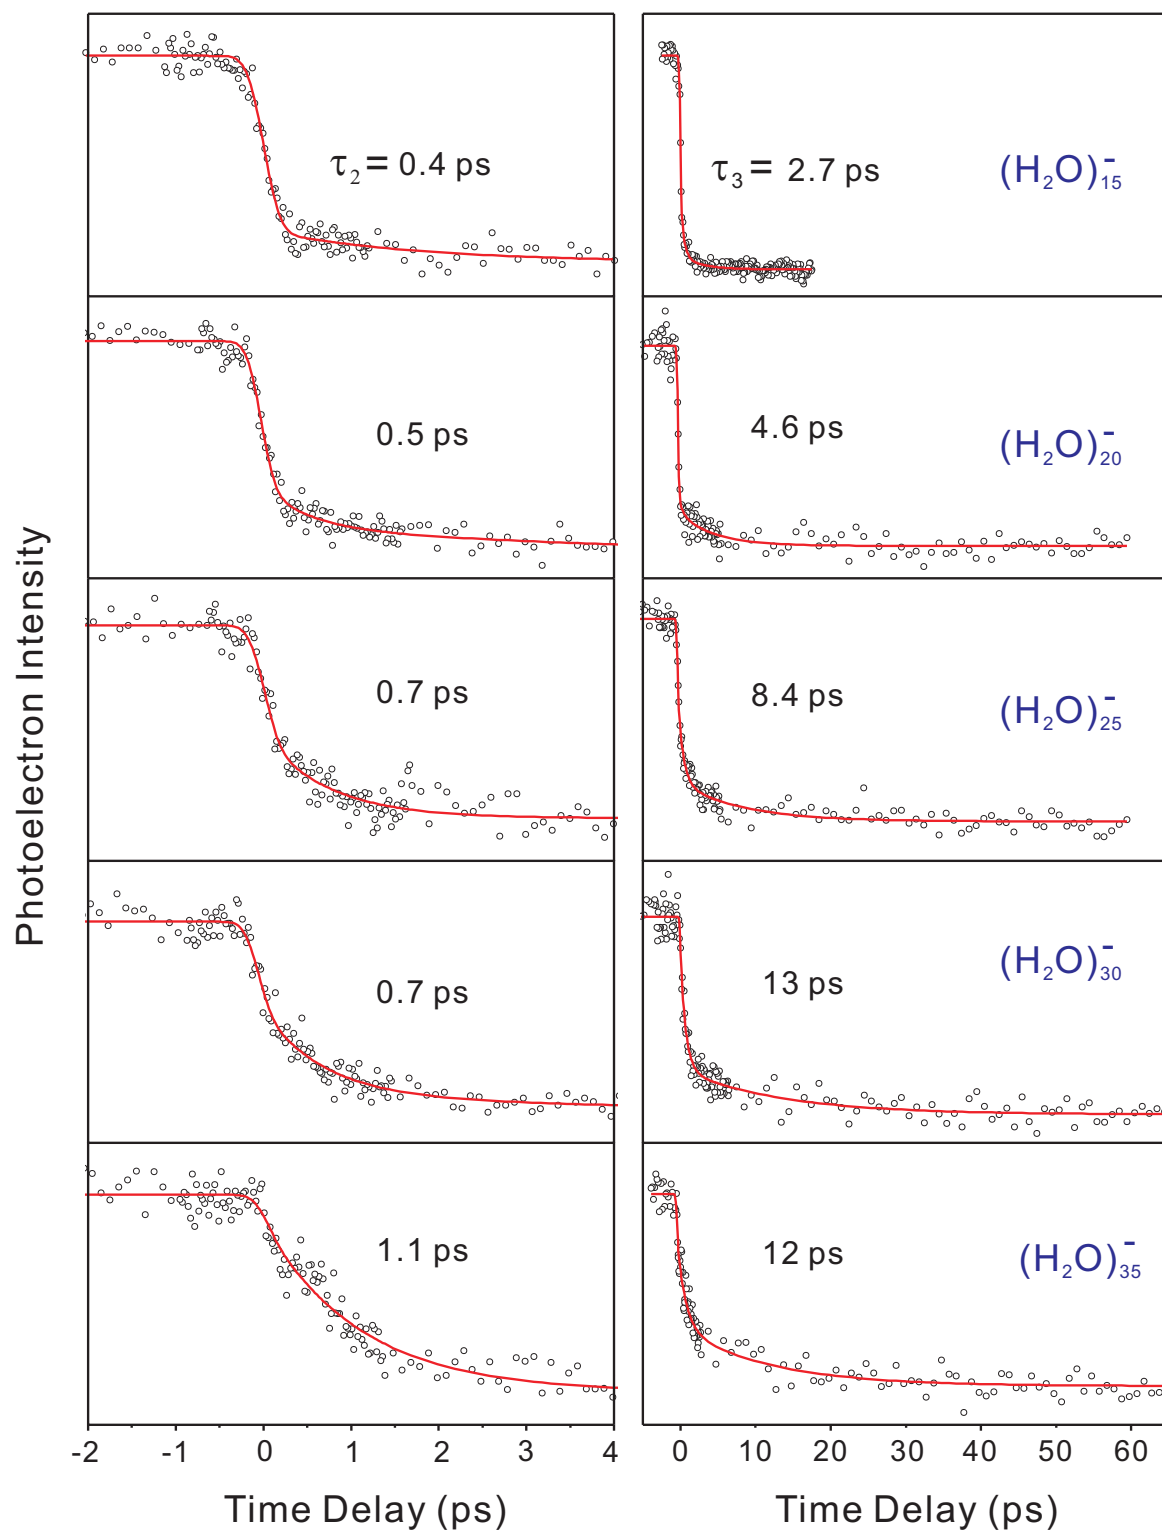 τ₂ = 0.4 ps
τ₃ = 2.7 ps
(H₂O)₁₅⁻
0.5 ps
4.6 ps
(H₂O)₂₀⁻
0.7 ps
8.4 ps
(H₂O)₂₅⁻
0.7 ps
13 ps
(H₂O)₃₀⁻
1.1 ps
12 ps
(H₂O)₃₅⁻
Photoelectron Intensity
-2 -1 0 1 2 3 4
0 10 20 30 40 50 60
Time Delay (ps)
Time Delay (ps)